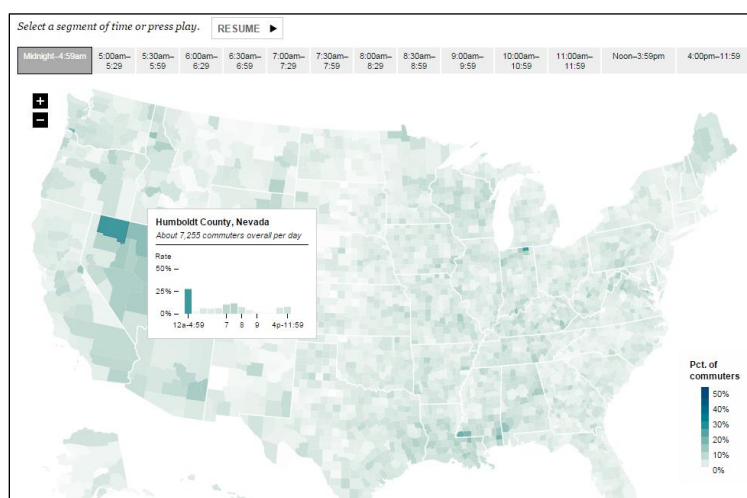 Select a segment of time or press play.
RESUME
Midnight–4:59am
5:00am–
5:29
5:30am–
5:59
6:00am–
6:29
6:30am–
6:59
7:00am–
7:29
7:30am–
7:59
8:00am–
8:29
8:30am–
8:59
9:00am–
9:59
10:00am–
10:59
11:00am–
11:59
Noon–3:59pm
4:00pm–11:59
+
−
Humboldt County, Nevada
About 7,255 commuters overall per day
Rate
50% –
25% –
0% –
12a-4:59
7
8
9
4p-11:59
Pct. of
commuters
50%
40%
30%
20%
10%
0%